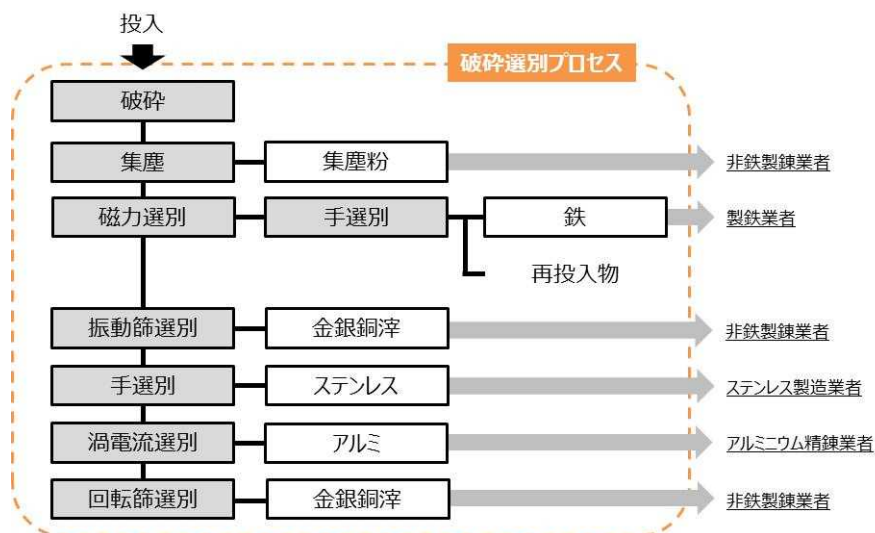 投入
破砕選別プロセス
破砕
集塵
集塵粉
非鉄製錬業者
磁力選別
手選別
鉄
製鉄業者
再投入物
振動篩選別
金銀銅滓
非鉄製錬業者
手選別
ステンレス
ステンレス製造業者
渦電流選別
アルミ
アルミニウム精錬業者
回転篩選別
金銀銅滓
非鉄製錬業者